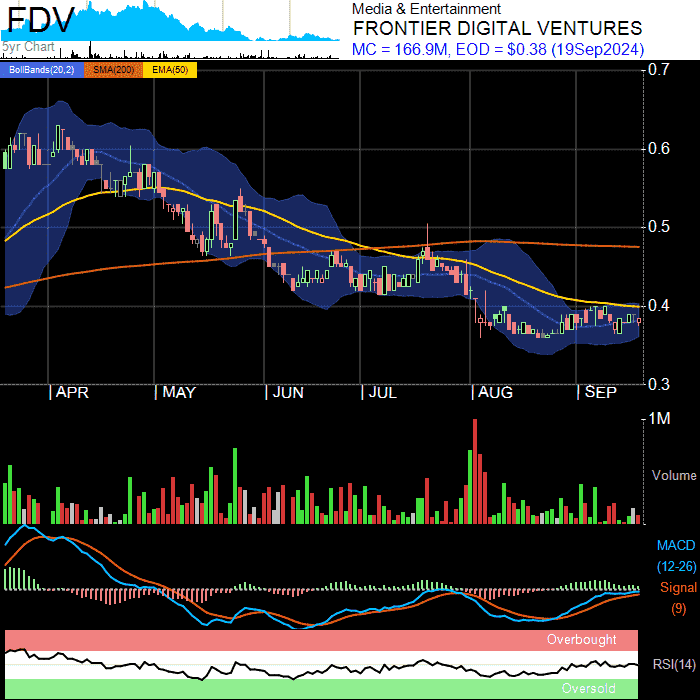 FDV
5yr Chart
Media & Entertainment
FRONTIER DIGITAL VENTURES
MC = 166.9M, EOD = $0.38 (19Sep2024)
BollBands(20,2) SMA(200) EMA(50)
0.7
0.6
0.5
0.4
0.3
APR MAY JUN JUL AUG SEP
1M
Volume
MACD
(12-26)
Signal
(9)
Overbought
RSI(14)
Oversold